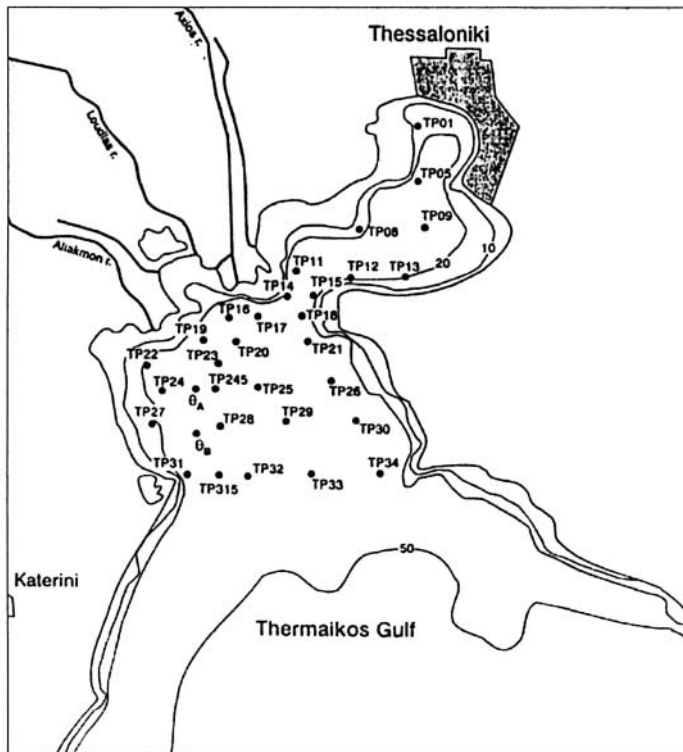 Thessaloniki
Axios r.
Loudias r.
Aliakmon r.
TP01
TP05
TP08
TP09
10
20
TP11
TP12
TP13
TP14
TP15
TP16
TP17
TP18
TP19
TP20
TP21
TP22
TP23
TP24
TP245
TP25
TP26
θA
TP27
TP28
TP29
TP30
θB
TP31
TP315
TP32
TP33
TP34
50
Katerini
Thermaikos Gulf